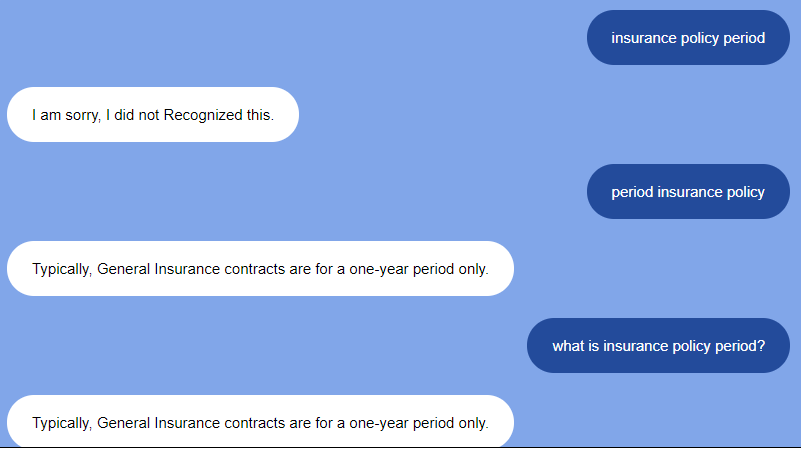 insurance policy period
I am sorry, I did not Recognized this.
period insurance policy
Typically, General Insurance contracts are for a one-year period only.
what is insurance policy period?
Typically, General Insurance contracts are for a one-year period only.